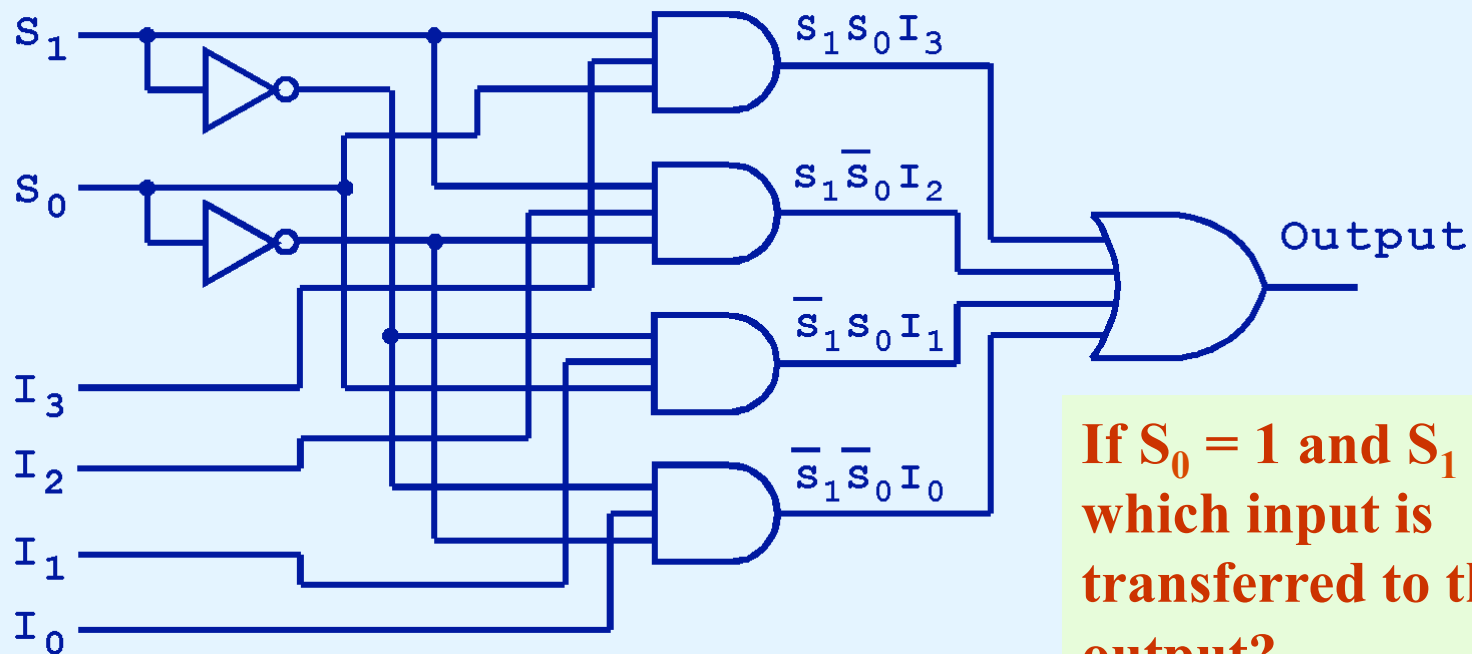 S₁
S₁S₀I₃
S₀
S₁S̅₀I₂
Output
S̅₁S₀I₁
I₃
I₂
S̅₁S̅₀I₀
I₁
I₀
If S₀ = 1 and S₁
which input is
transferred to
output?